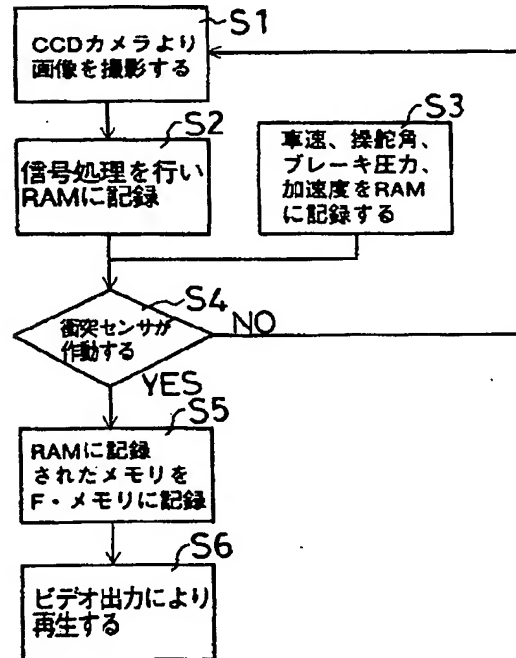 S1
CCDカメラより
画像を撮影する
S2
信号処理を行い
RAMに記録
S3
車速、操舵角、
ブレーキ圧力、
加速度をRAM
に記録する
S4
衝突センサが
作動する
NO
YES
S5
RAMに記録
されたメモリを
F・メモリに記録
S6
ビデオ出力により
再生する